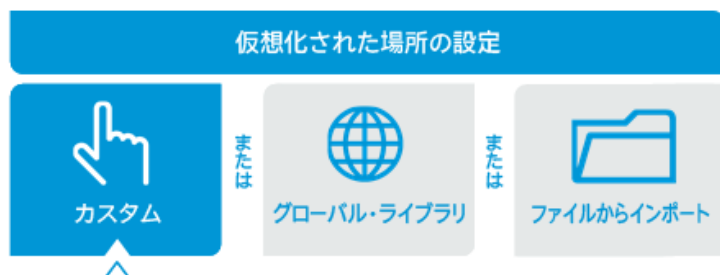 仮想化された場所の設定
カスタム
または
グローバル・ライブラリ
または
ファイルからインポート